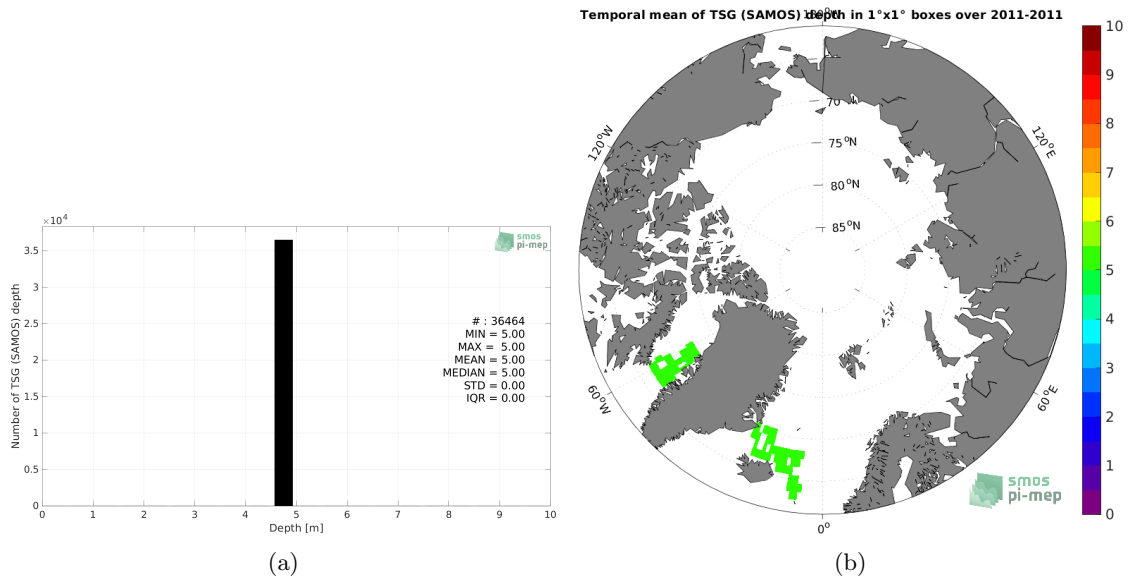 Temporal mean of TSG (SAMOS) depth in 1°x1° boxes over 2011-2011
180°W
×10⁴
3.5
3
2.5
2
1.5
1
0.5
0
Number of TSG (SAMOS) depth
smos
pi-mep
# : 36464
MIN = 5.00
MAX = 5.00
MEAN = 5.00
MEDIAN = 5.00
STD = 0.00
IQR = 0.00
0 1 2 3 4 5 6 7 8 9 10
Depth [m]
(a)
120°W
120°E
70°N
75°N
80°N
85°N
60°W
60°E
0°
smos
pi-mep
10
9
8
7
6
5
4
3
2
1
0
(b)